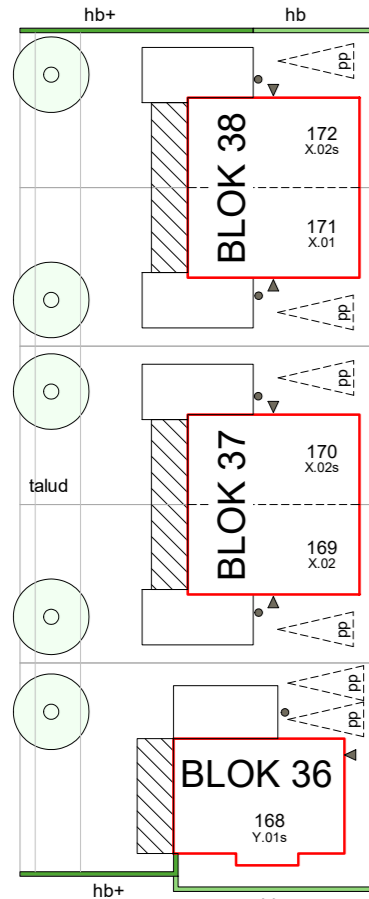 hb+
hb
pp
BLOK 38
172
X.02s
171
X.01
pp
pp
BLOK 37
170
X.02s
talud
169
X.02
pp
pp
pp
BLOK 36
168
Y.01s
hb+